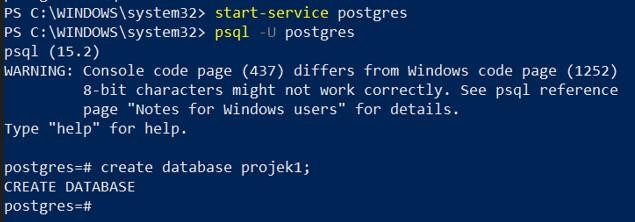 PS C:\WINDOWS\system32> start-service postgres
PS C:\WINDOWS\system32> psql -U postgres
psql (15.2)
WARNING: Console code page (437) differs from Windows code page (1252)
         8-bit characters might not work correctly. See psql reference
         page "Notes for Windows users" for details.
Type "help" for help.

postgres=# create database projek1;
CREATE DATABASE
postgres=#